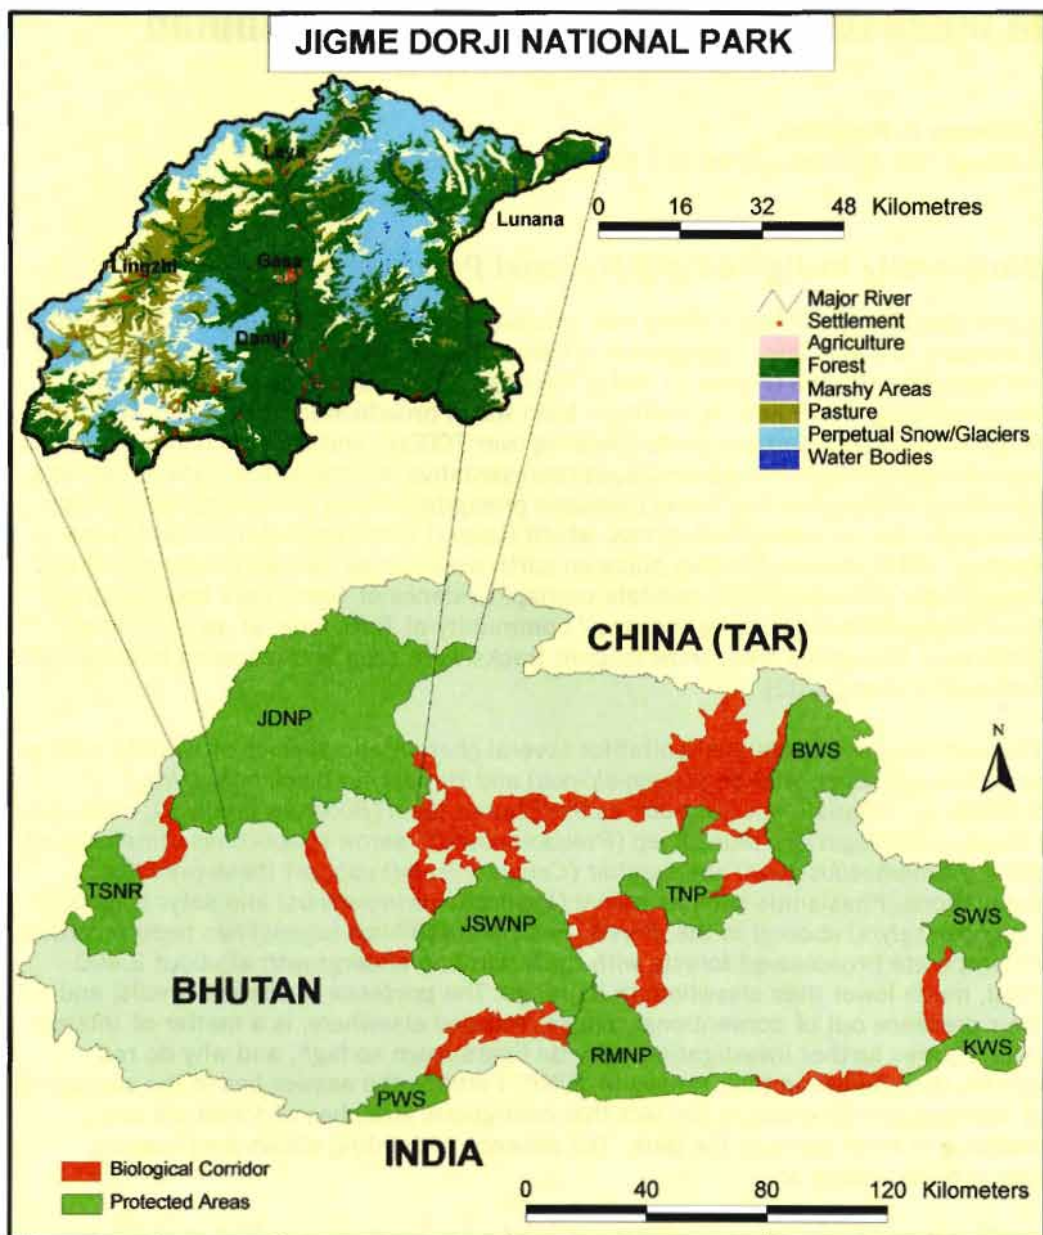 JIGME DORJI NATIONAL PARK
Laya
Lunana
0 16 32 48 Kilometres
Lingzhi
Gasa
Damji
Major River
Settlement
Agriculture
Forest
Marshy Areas
Pasture
Perpetual Snow/Glaciers
Water Bodies
CHINA (TAR)
JDNP
BWS
N
TSNR
TNP
JSWNP
SWS
BHUTAN
RMNP
KWS
PWS
INDIA
Biological Corridor
Protected Areas
0 40 80 120 Kilometers